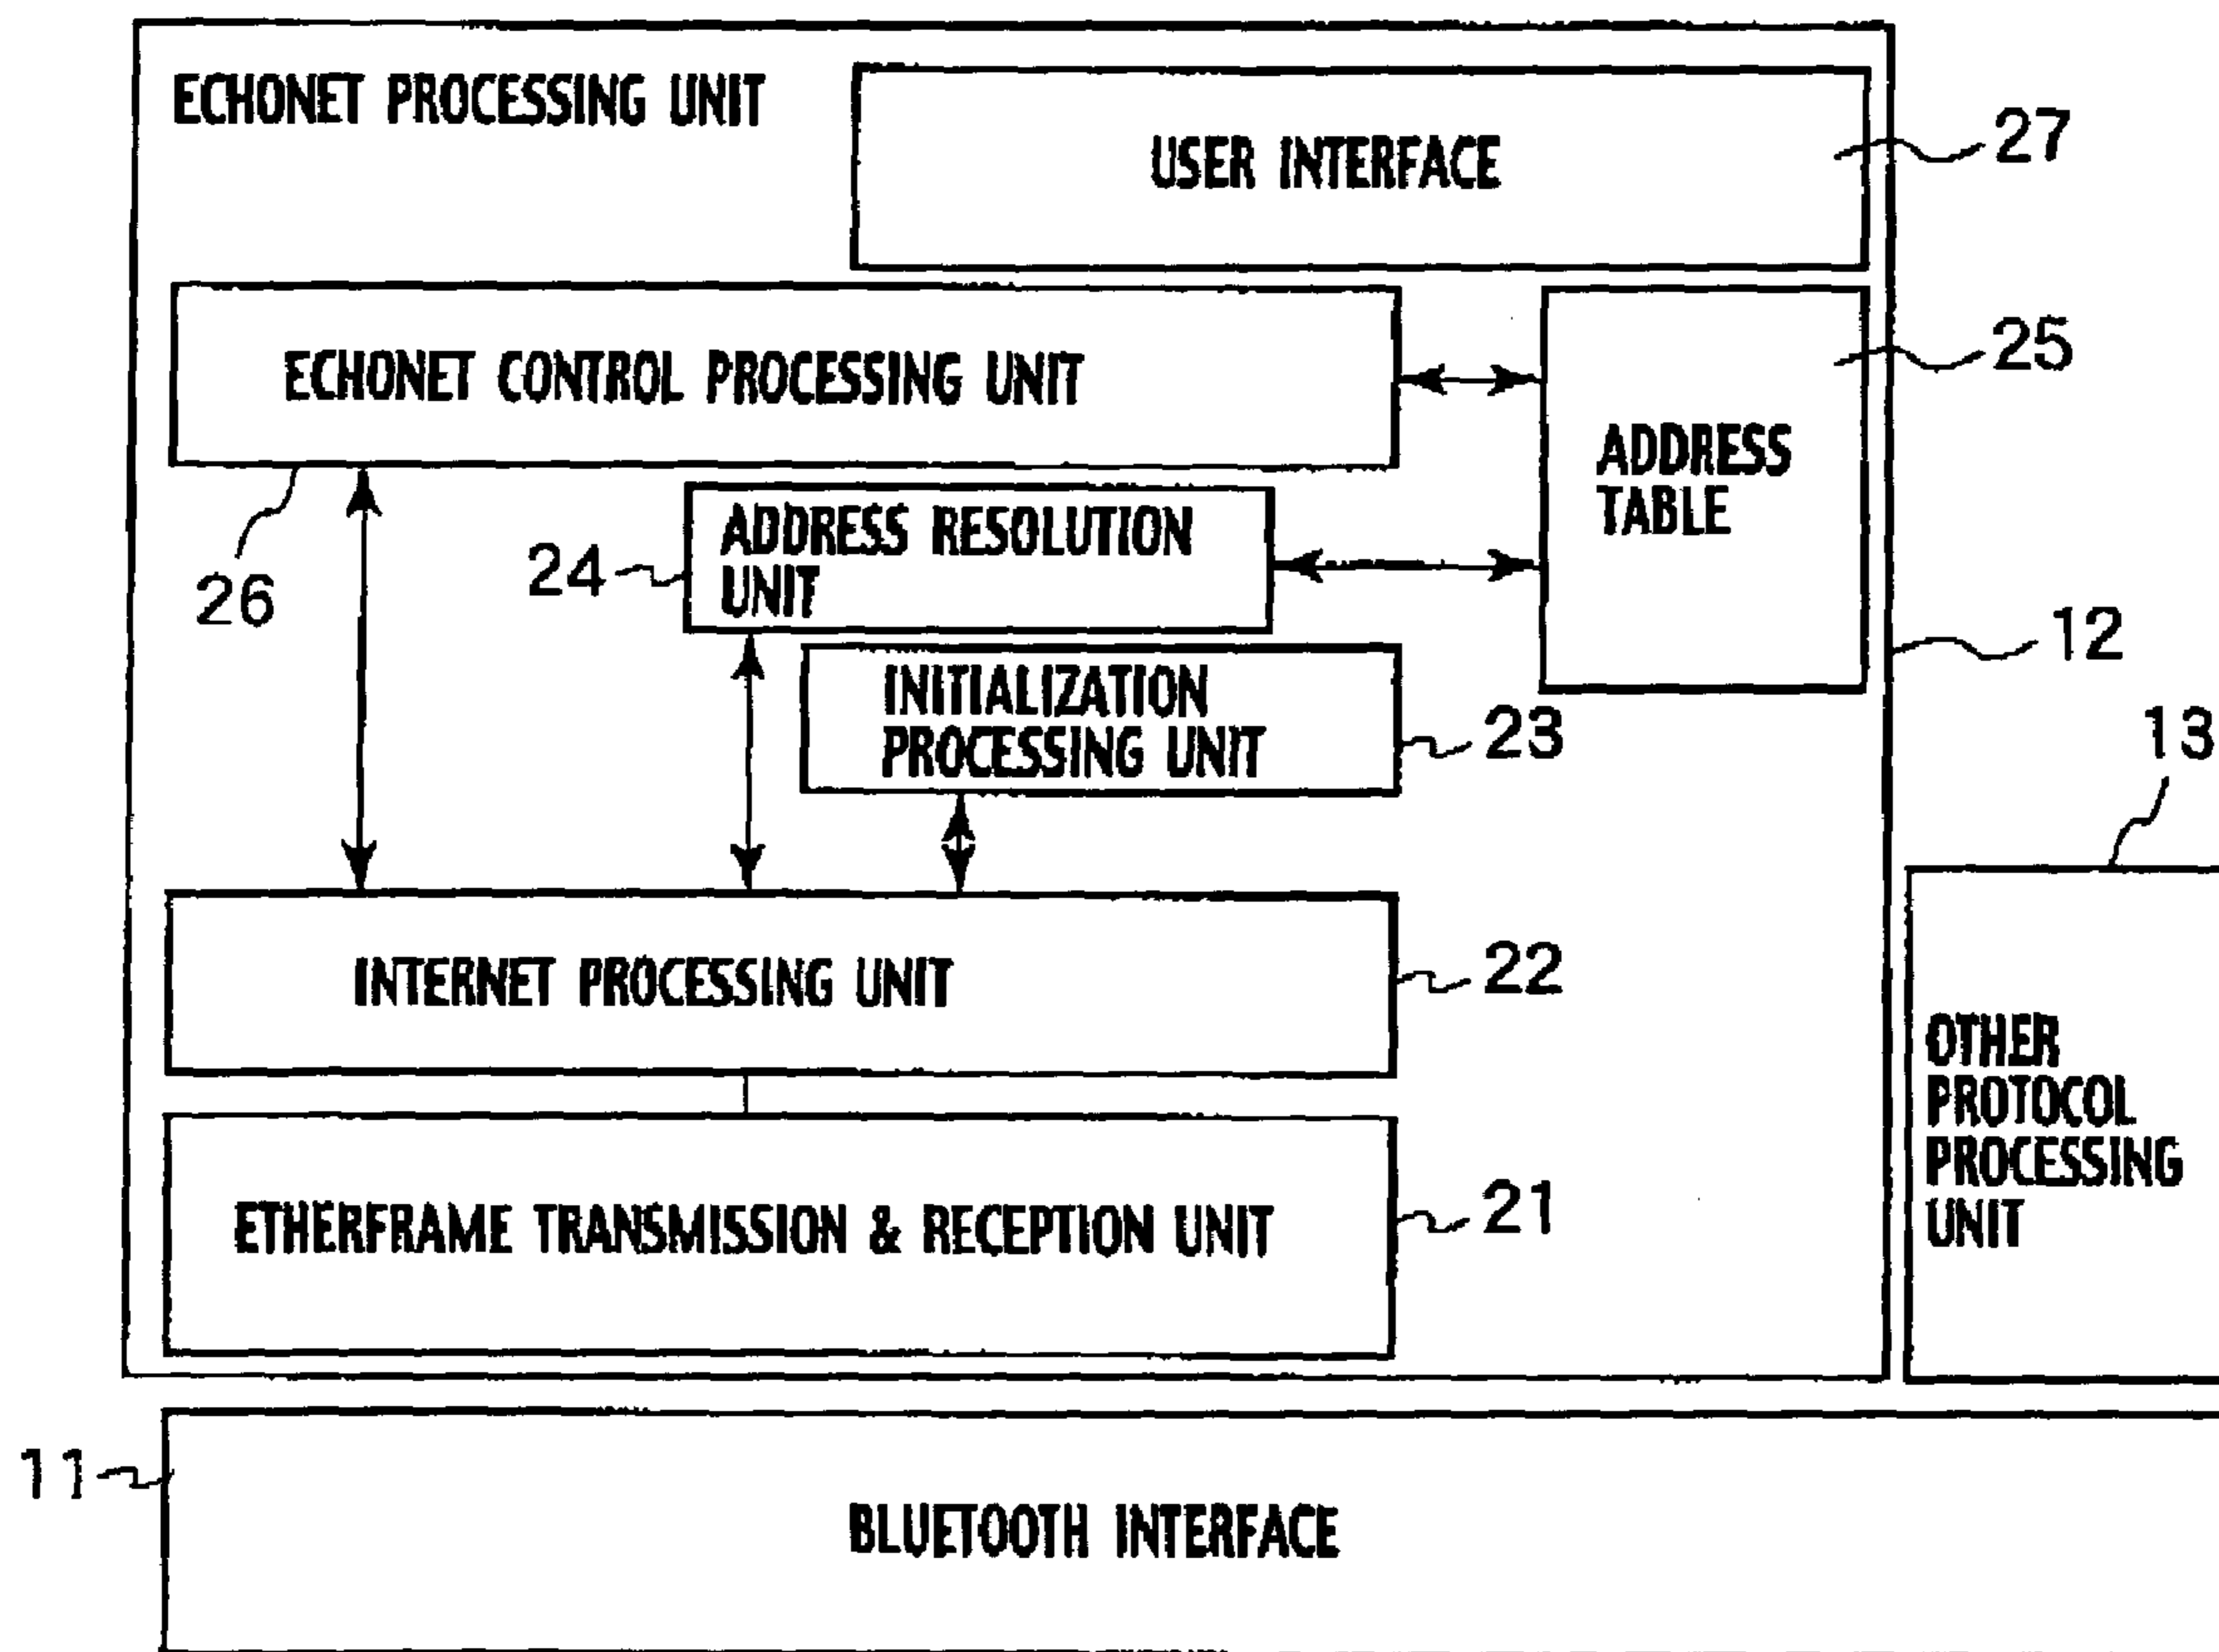 ECHONET PROCESSING UNIT
USER INTERFACE
27
ECHONET CONTROL PROCESSING UNIT
25
ADDRESS
TABLE
26
24
ADDRESS RESOLUTION
UNIT
12
INITIALIZATION
PROCESSING UNIT
23
13
INTERNET PROCESSING UNIT
22
OTHER
PROTOCOL
PROCESSING
UNIT
ETHERFRAME TRANSMISSION & RECEPTION UNIT
21
11
BLUETOOTH INTERFACE